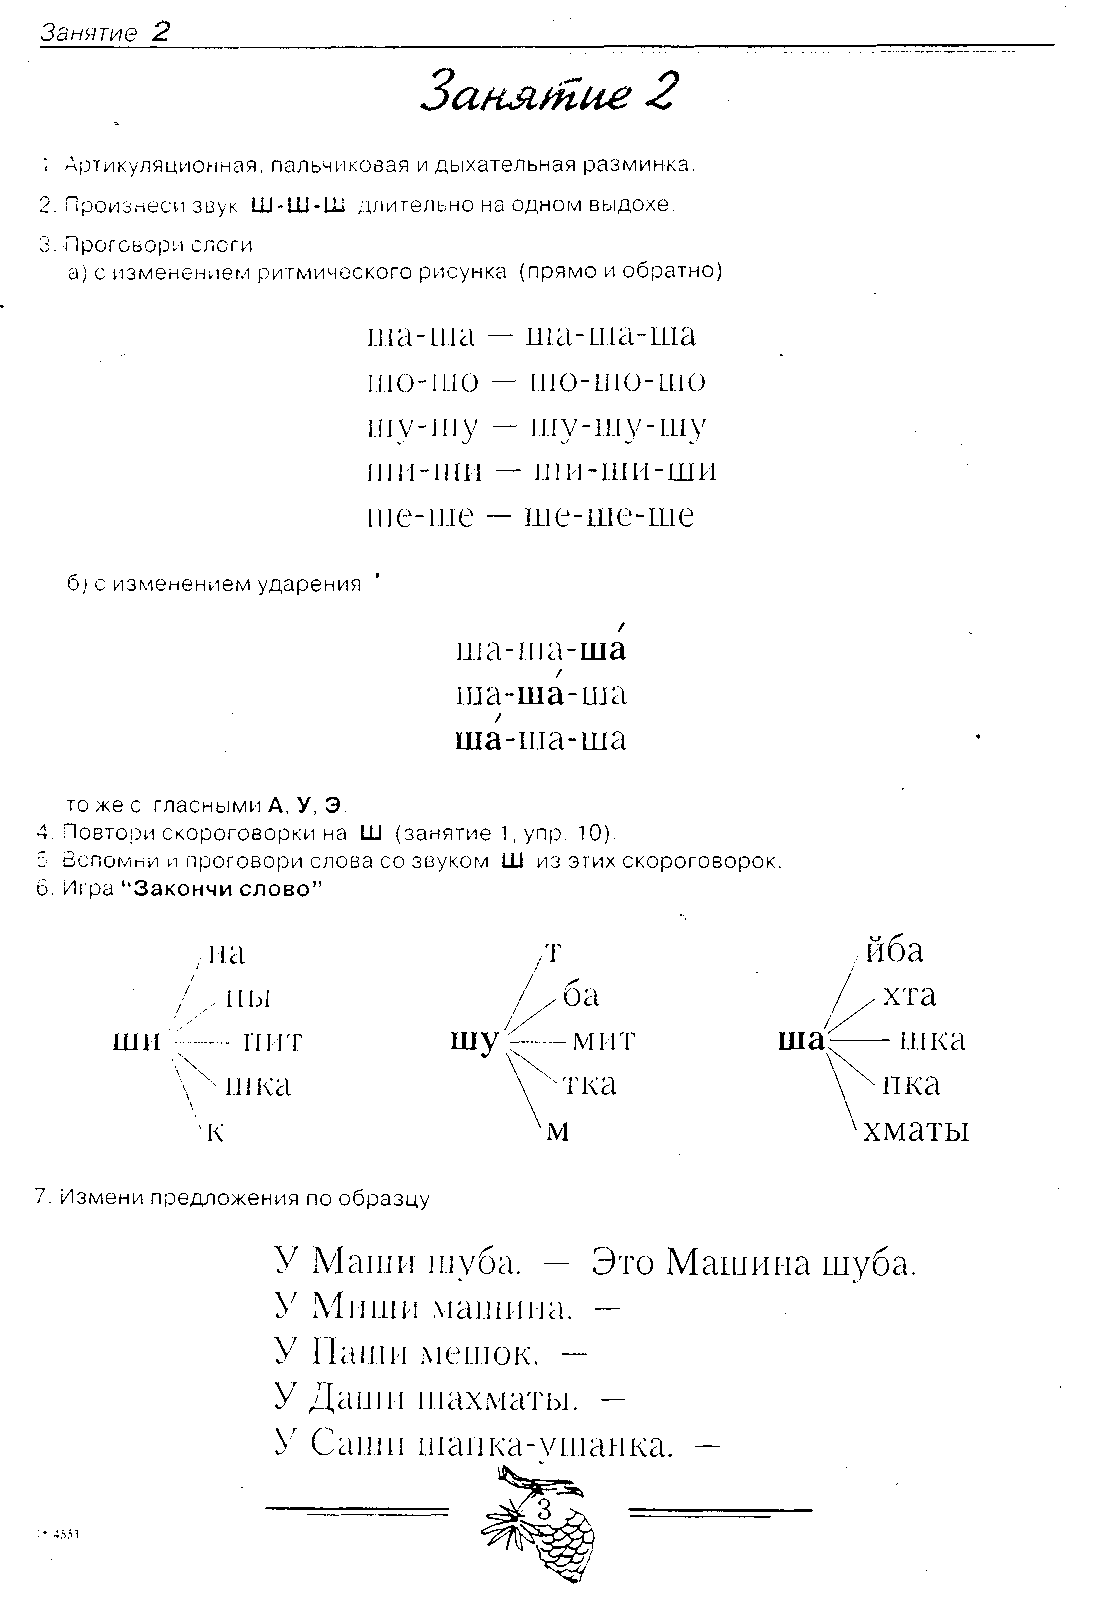 Занятие 2
Занятие 2
1. Артикуляционная, пальчиковая и дыхательная разминка.
2. Произнеси звук Ш-Ш-Ш длительно на одном выдохе.
3. Проговори слоги
а) с изменением ритмического рисунка (прямо и обратно)
ша-ша — ша-ша-ша
шо-шо — шо-шо-шо
шу-шу — шу-шу-шу
ши-ши — ши-ши-ши
ше-ше — ше-ше-ше
б) с изменением ударения
ша-ша-ша́
ша-ша́-ша
ша́-ша-ша
то же с гласными А, У, Э.
4. Повтори скороговорки на Ш (занятие 1, упр. 10).
5. Вспомни и проговори слова со звуком Ш из этих скороговорок.
6. Игра “Закончи слово”
ши
на
ны
пит
шка
к
шу
т
ба
мит
тка
м
ша
йба
хта
шка
пка
хматы
7. Измени предложения по образцу
У Маши шуба. — Это Машина шуба.
У Миши машина. —
У Паши мешок. —
У Даши шахматы. —
У Саши шапка-ушанка. —
3
1* 4551